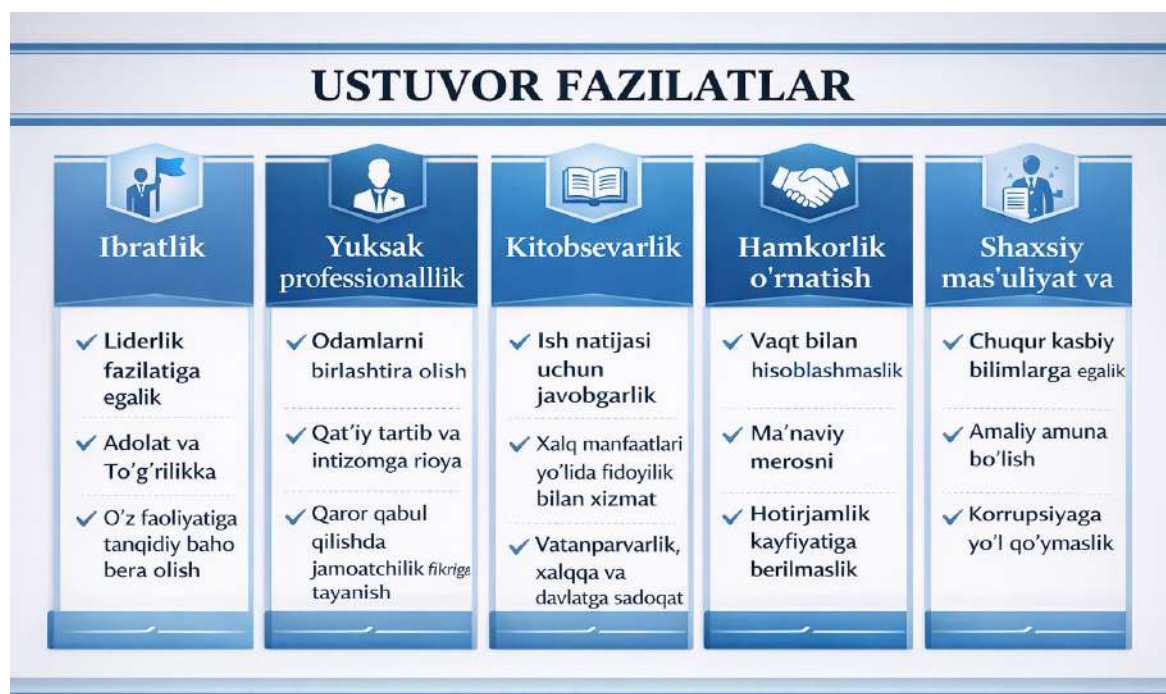 USTUVOR FAZILATLAR
Ibratlik
✓ Liderlik
fazilatiga
egalik
✓ Adolat va
To'g'rilikka
✓ O'z faoliyatiga
tanqidiy baho
bera olish
Yuksak
professionalllik
✓ Odamlarni
birlashtira olish
✓ Qat'iy tartib va
intizomga rioya
✓ Qaror qabul
qilishda
jamoatchilik fikriga
tayanish
Kitobsevarlik
✓ Ish natijasi
uchun
javobgarlik
✓ Xalq manfaatlari
yo'lida fidoyilik
bilan xizmat
✓ Vatanparvarlik,
xalqqa va
davlatga sadoqat
Hamkorlik
o'rnatish
✓ Vaqt bilan
hisoblashmaslik
✓ Ma'naviy
merosni
✓ Hotirjamlik
kayfiyatiga
berilmaslik
Shaxsiy
mas'uliyat va
✓ Chuqur kasbiy
bilimlarga egalik
✓ Amaliy amuna
bo'lish
✓ Korrupsiyaga
yo'l qo'ymaslik